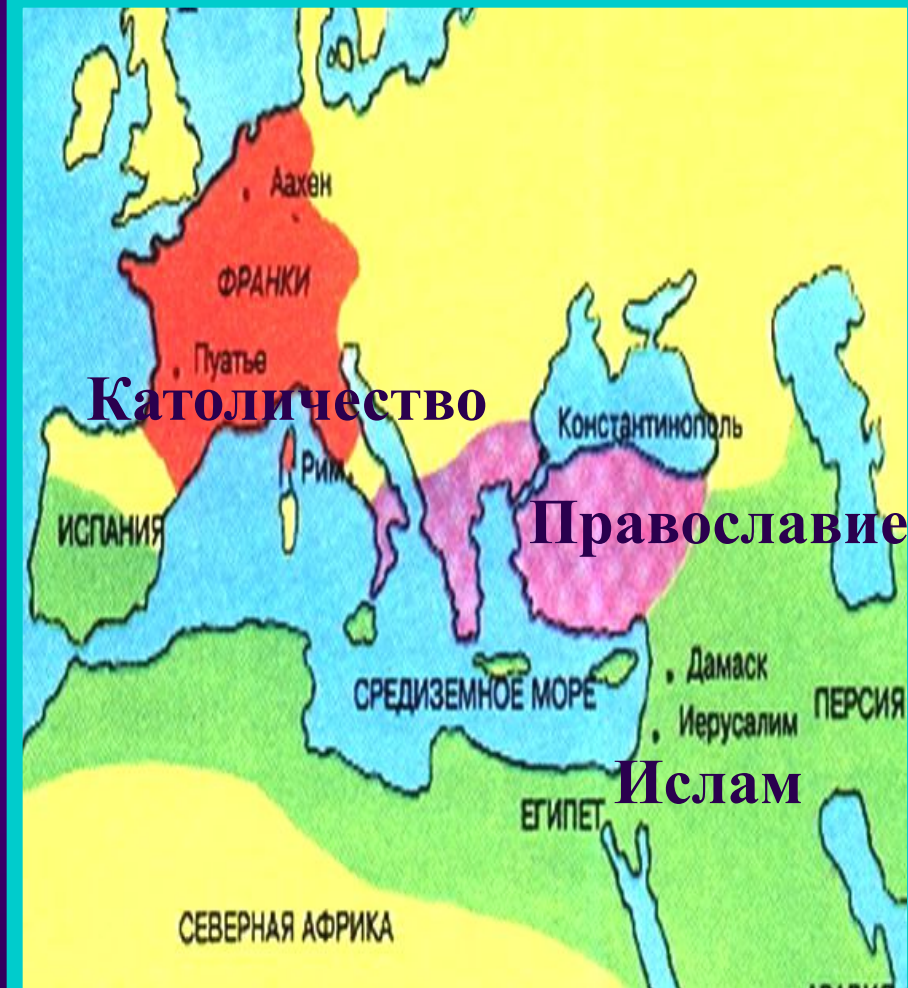 Аахен
ФРАНКИ
Пуатье
Католичество
Константинополь
Рим
Православие
ИСПАНИЯ
Дамаск
СРЕДИЗЕМНОЕ МОРЕ
ПЕРСИЯ
Иерусалим
Ислам
ЕГИПЕТ
СЕВЕРНАЯ АФРИКА